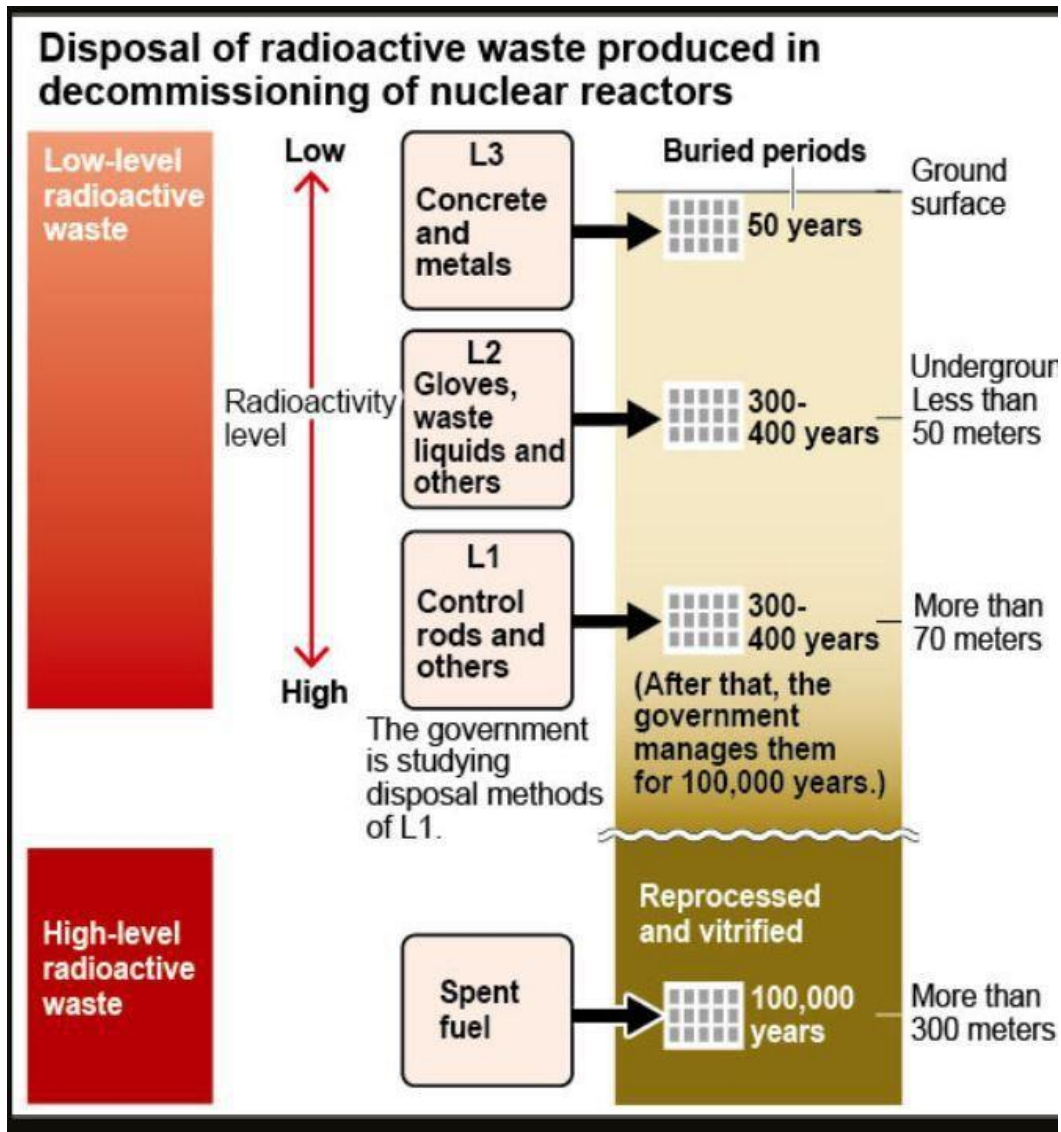 Disposal of radioactive waste produced in
decommissioning of nuclear reactors
Low-level
radioactive
waste
Low
Radioactivity
level
High
L3
Concrete
and
metals
Buried periods
50 years
Ground
surface
L2
Gloves,
waste
liquids and
others
300-
400 years
Undergroun
Less than
50 meters
L1
Control
rods and
others
300-
400 years
More than
70 meters
(After that, the
government
manages them
for 100,000 years.)
The government
is studying
disposal methods
of L1.
High-level
radioactive
waste
Spent
fuel
Reprocessed
and vitrified
100,000
years
More than
300 meters